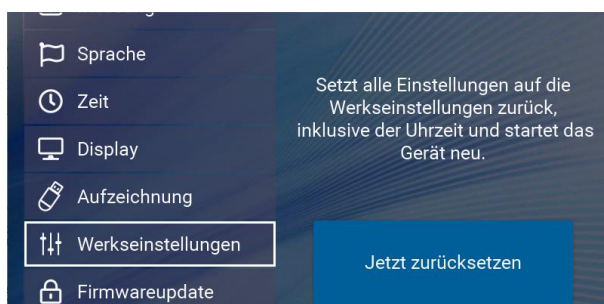 Sprache
Zeit
Display
Aufzeichnung
Werkseinstellungen
Firmwareupdate
Setzt alle Einstellungen auf die
Werkseinstellungen zurück,
inklusive der Uhrzeit und startet das
Gerät neu.
Jetzt zurücksetzen